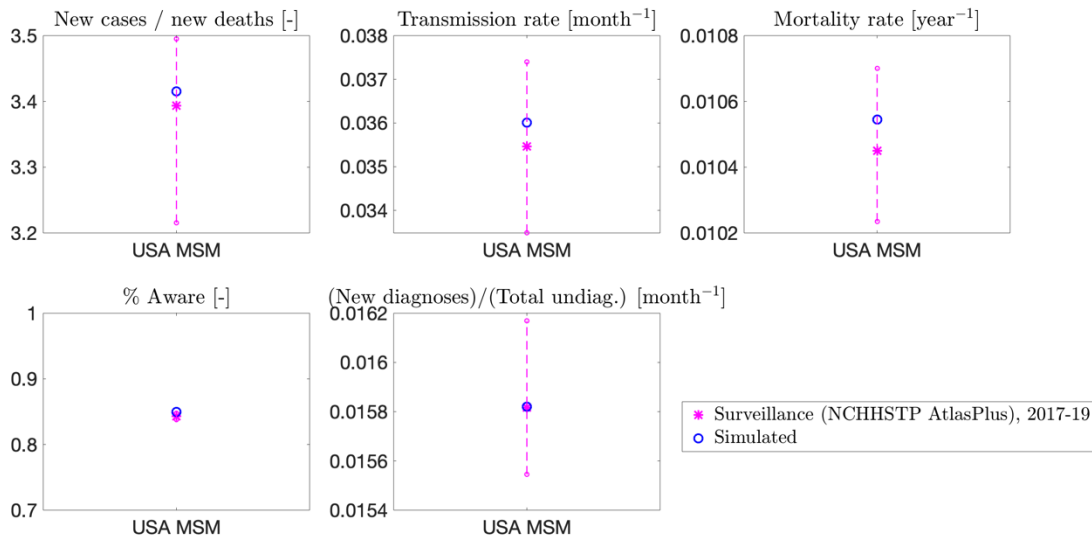 New cases / new deaths [-]
3.5
3.4
3.3
3.2
USA MSM
Transmission rate [month⁻¹]
0.038
0.037
0.036
0.035
0.034
USA MSM
Mortality rate [year⁻¹]
0.0108
0.0106
0.0104
0.0102
USA MSM
% Aware [-]
1
0.9
0.8
0.7
USA MSM
(New diagnoses)/(Total undiag.) [month⁻¹]
0.0162
0.016
0.0158
0.0156
0.0154
USA MSM
Surveillance (NCHHSTP AtlasPlus), 2017-19
Simulated